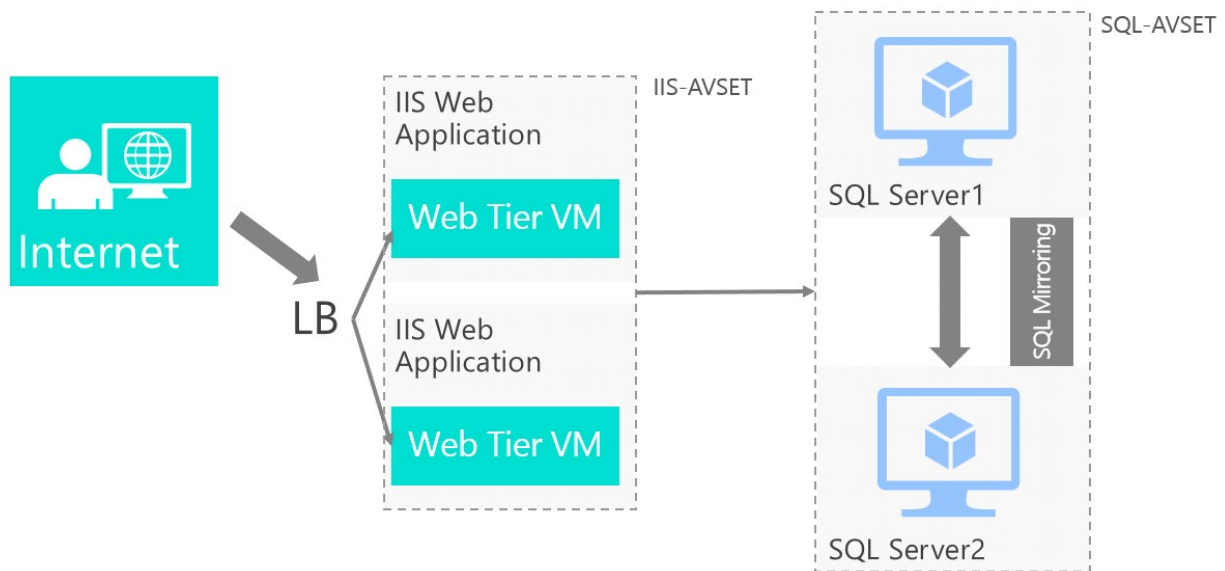 Internet
LB
IIS Web
Application
Web Tier VM
IIS Web
Application
Web Tier VM
IIS-AVSET
SQL Server1
SQL Mirroring
SQL Server2
SQL-AVSET